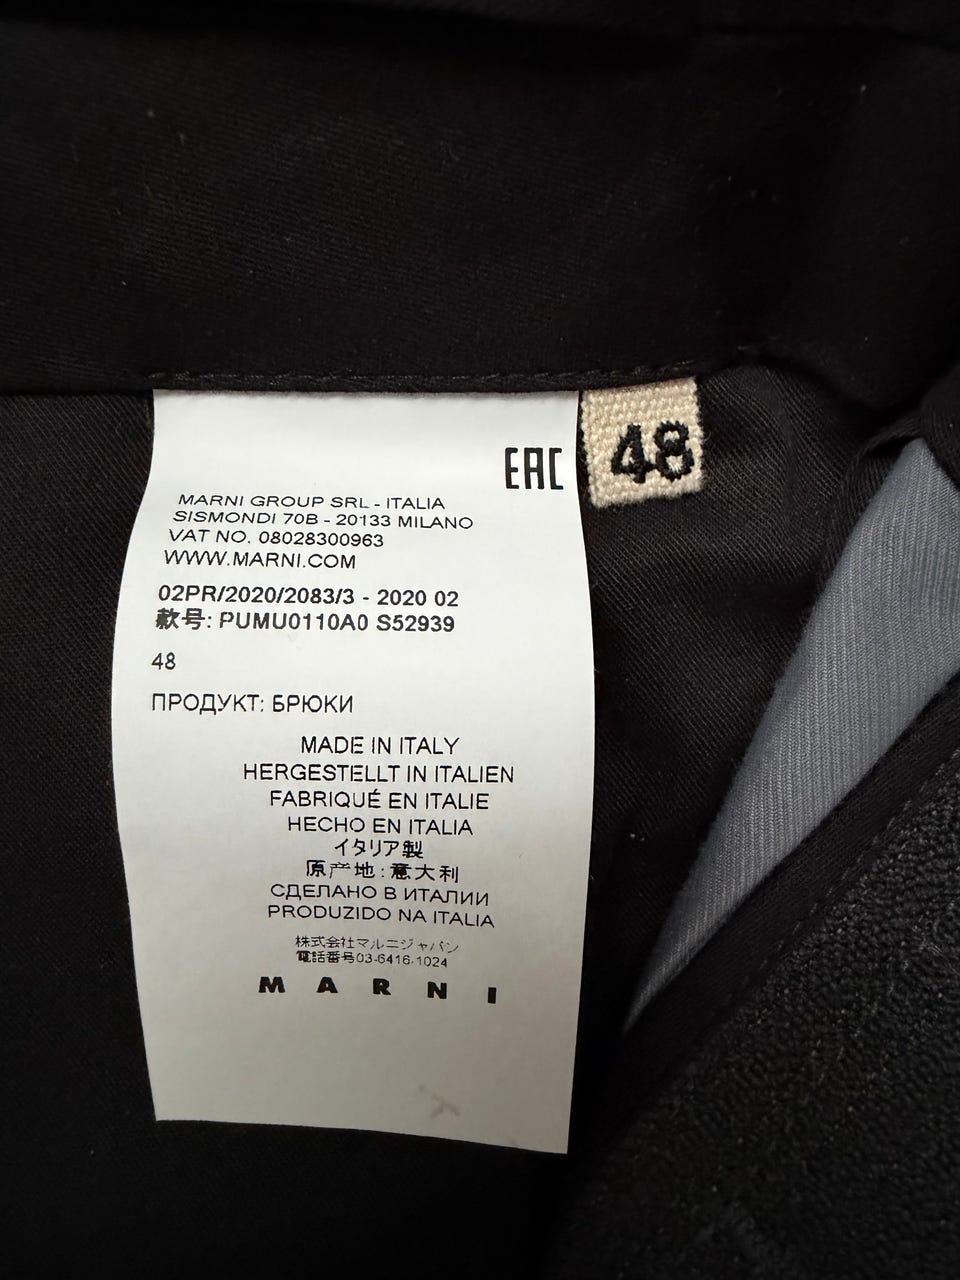 EAC
48
MARNI GROUP SRL - ITALIA
SISMONDI 70B - 20133 MILANO
VAT NO. 08028300963
WWW.MARNI.COM
02PR/2020/2083/3 - 2020 02
款号: PUMU0110A0 S52939
48
ПРОДУКТ: БРЮКИ
MADE IN ITALY
HERGESTELLT IN ITALIEN
FABRIQUÉ EN ITALIE
HECHO EN ITALIA
イタリア製
原产地:意大利
СДЕЛАНО В ИТАЛИИ
PRODUZIDO NA ITALIA
株式会社マルニジャパン
電話番号03-6416-1024
MARNI